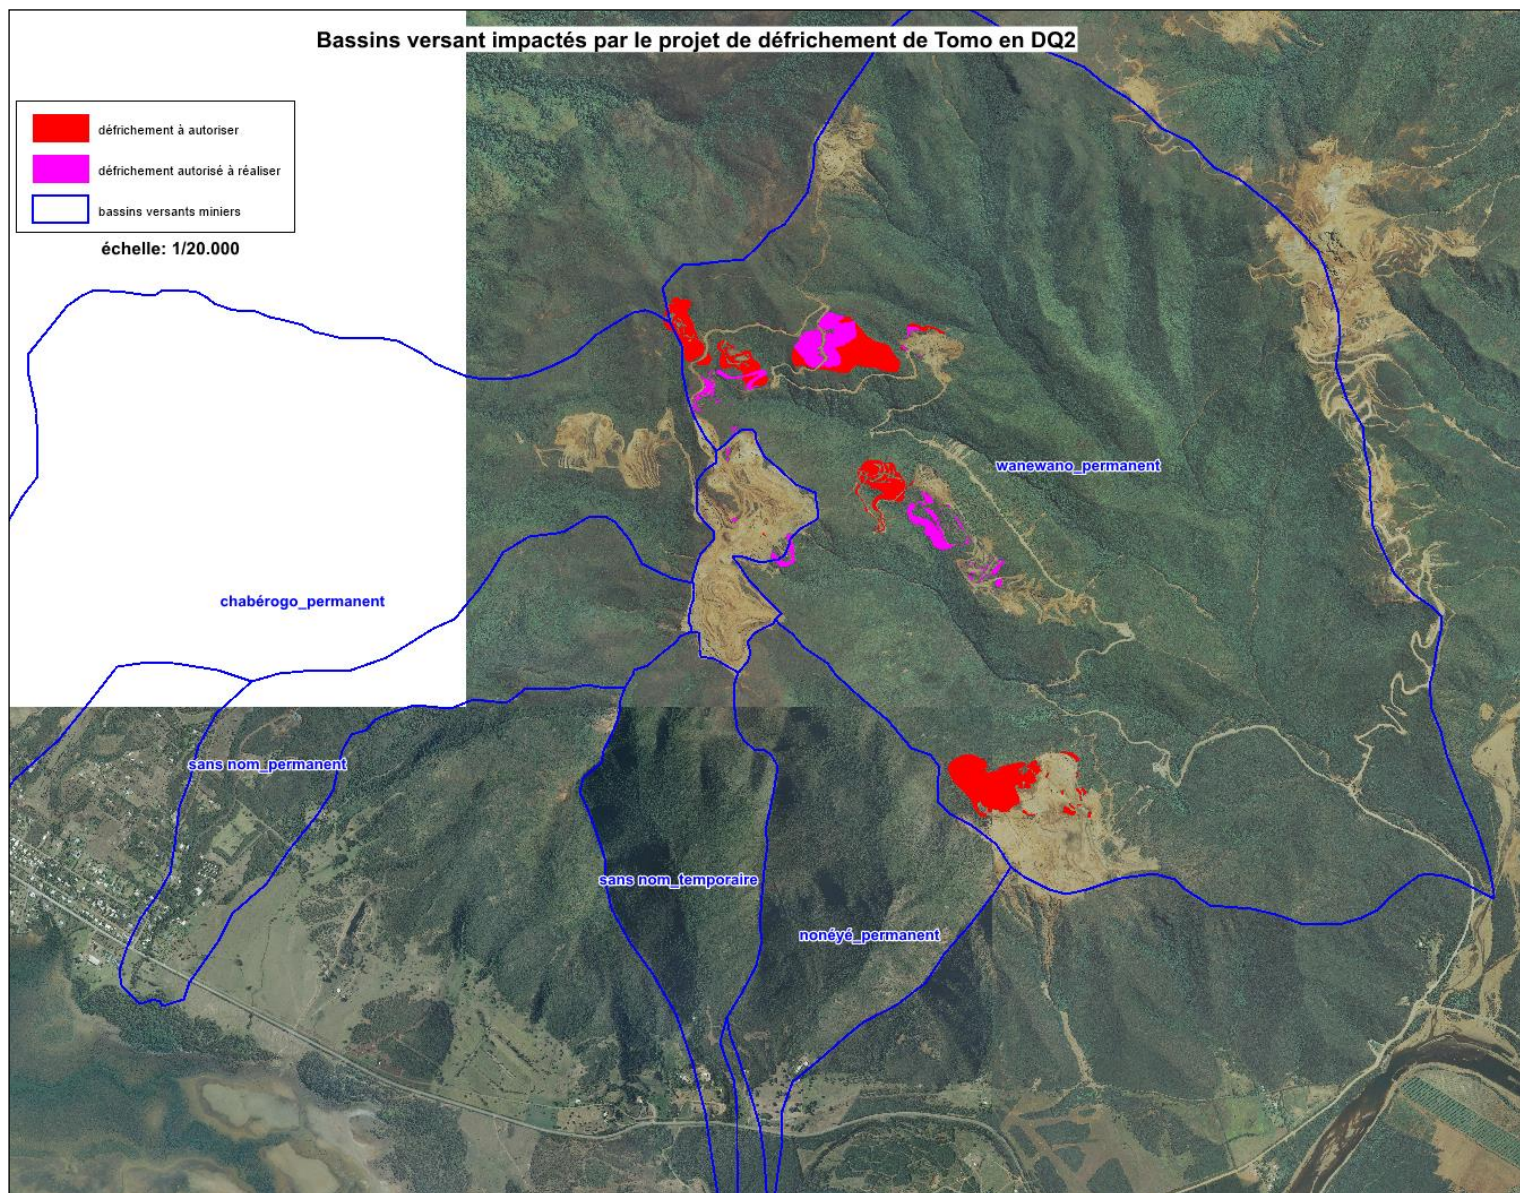 Bassins versant impactés par le projet de défrichement de Tomo en DQ2
défrichement à autoriser
défrichement autorisé à réaliser
bassins versants miniers
échelle: 1/20.000
wanewano_permanent
chabérogo_permanent
sans nom_permanent
sans nom_temporaire
nonéyé_permanent